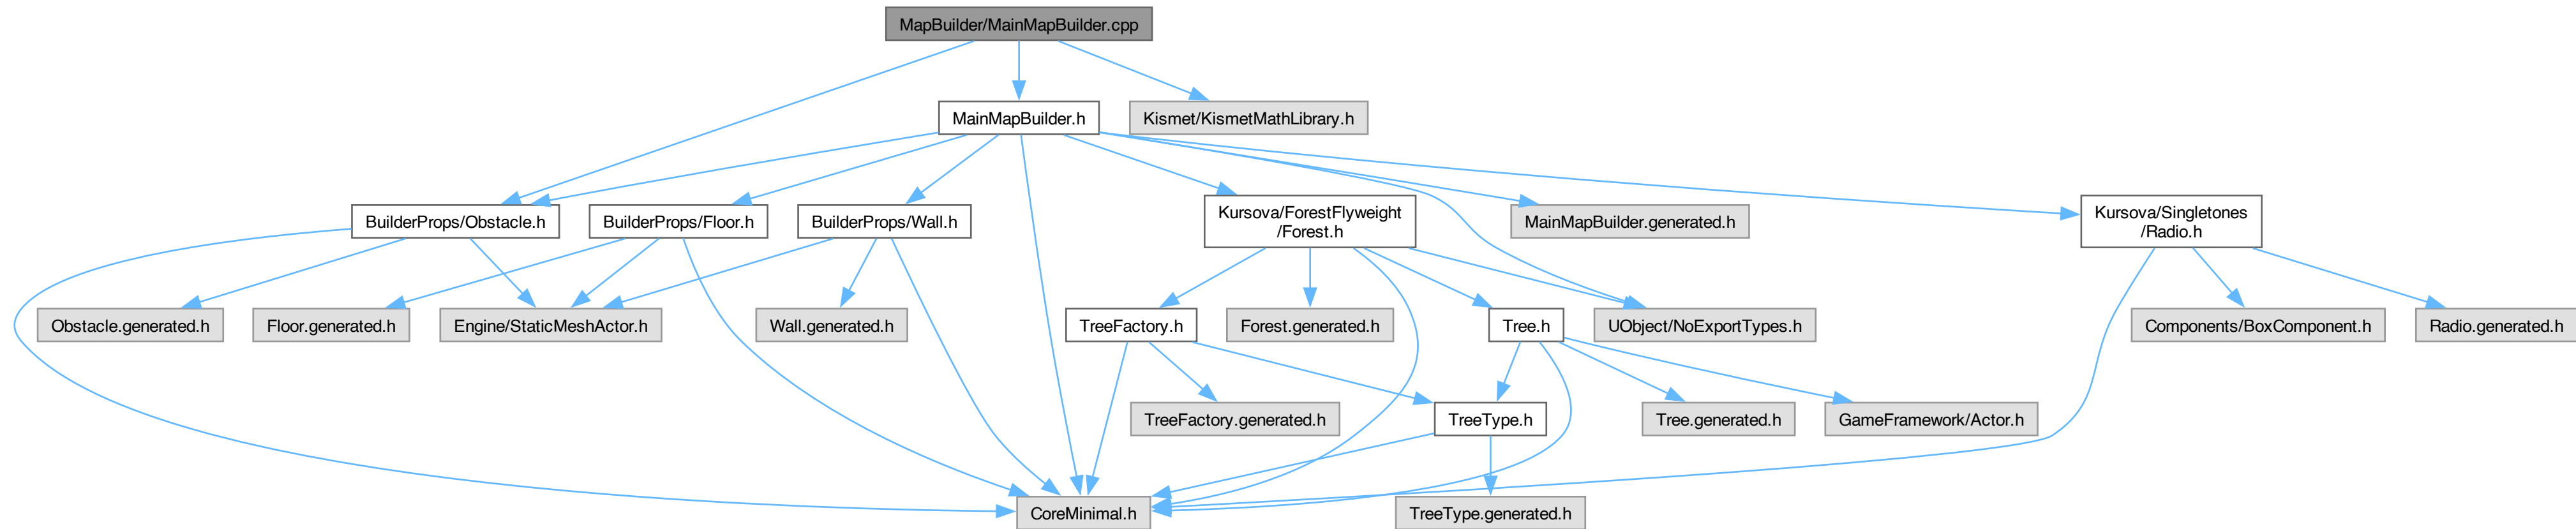 MapBuilder/MainMapBuilder.cpp
MainMapBuilder.h
Kismet/KismetMathLibrary.h
BuilderProps/Obstacle.h
BuilderProps/Floor.h
BuilderProps/Wall.h
Kursova/ForestFlyweight
/Forest.h
MainMapBuilder.generated.h
Kursova/Singletones
/Radio.h
Obstacle.generated.h
Floor.generated.h
Engine/StaticMeshActor.h
Wall.generated.h
TreeFactory.h
Forest.generated.h
Tree.h
UObject/NoExportTypes.h
Components/BoxComponent.h
Radio.generated.h
TreeFactory.generated.h
TreeType.h
Tree.generated.h
GameFramework/Actor.h
CoreMinimal.h
TreeType.generated.h